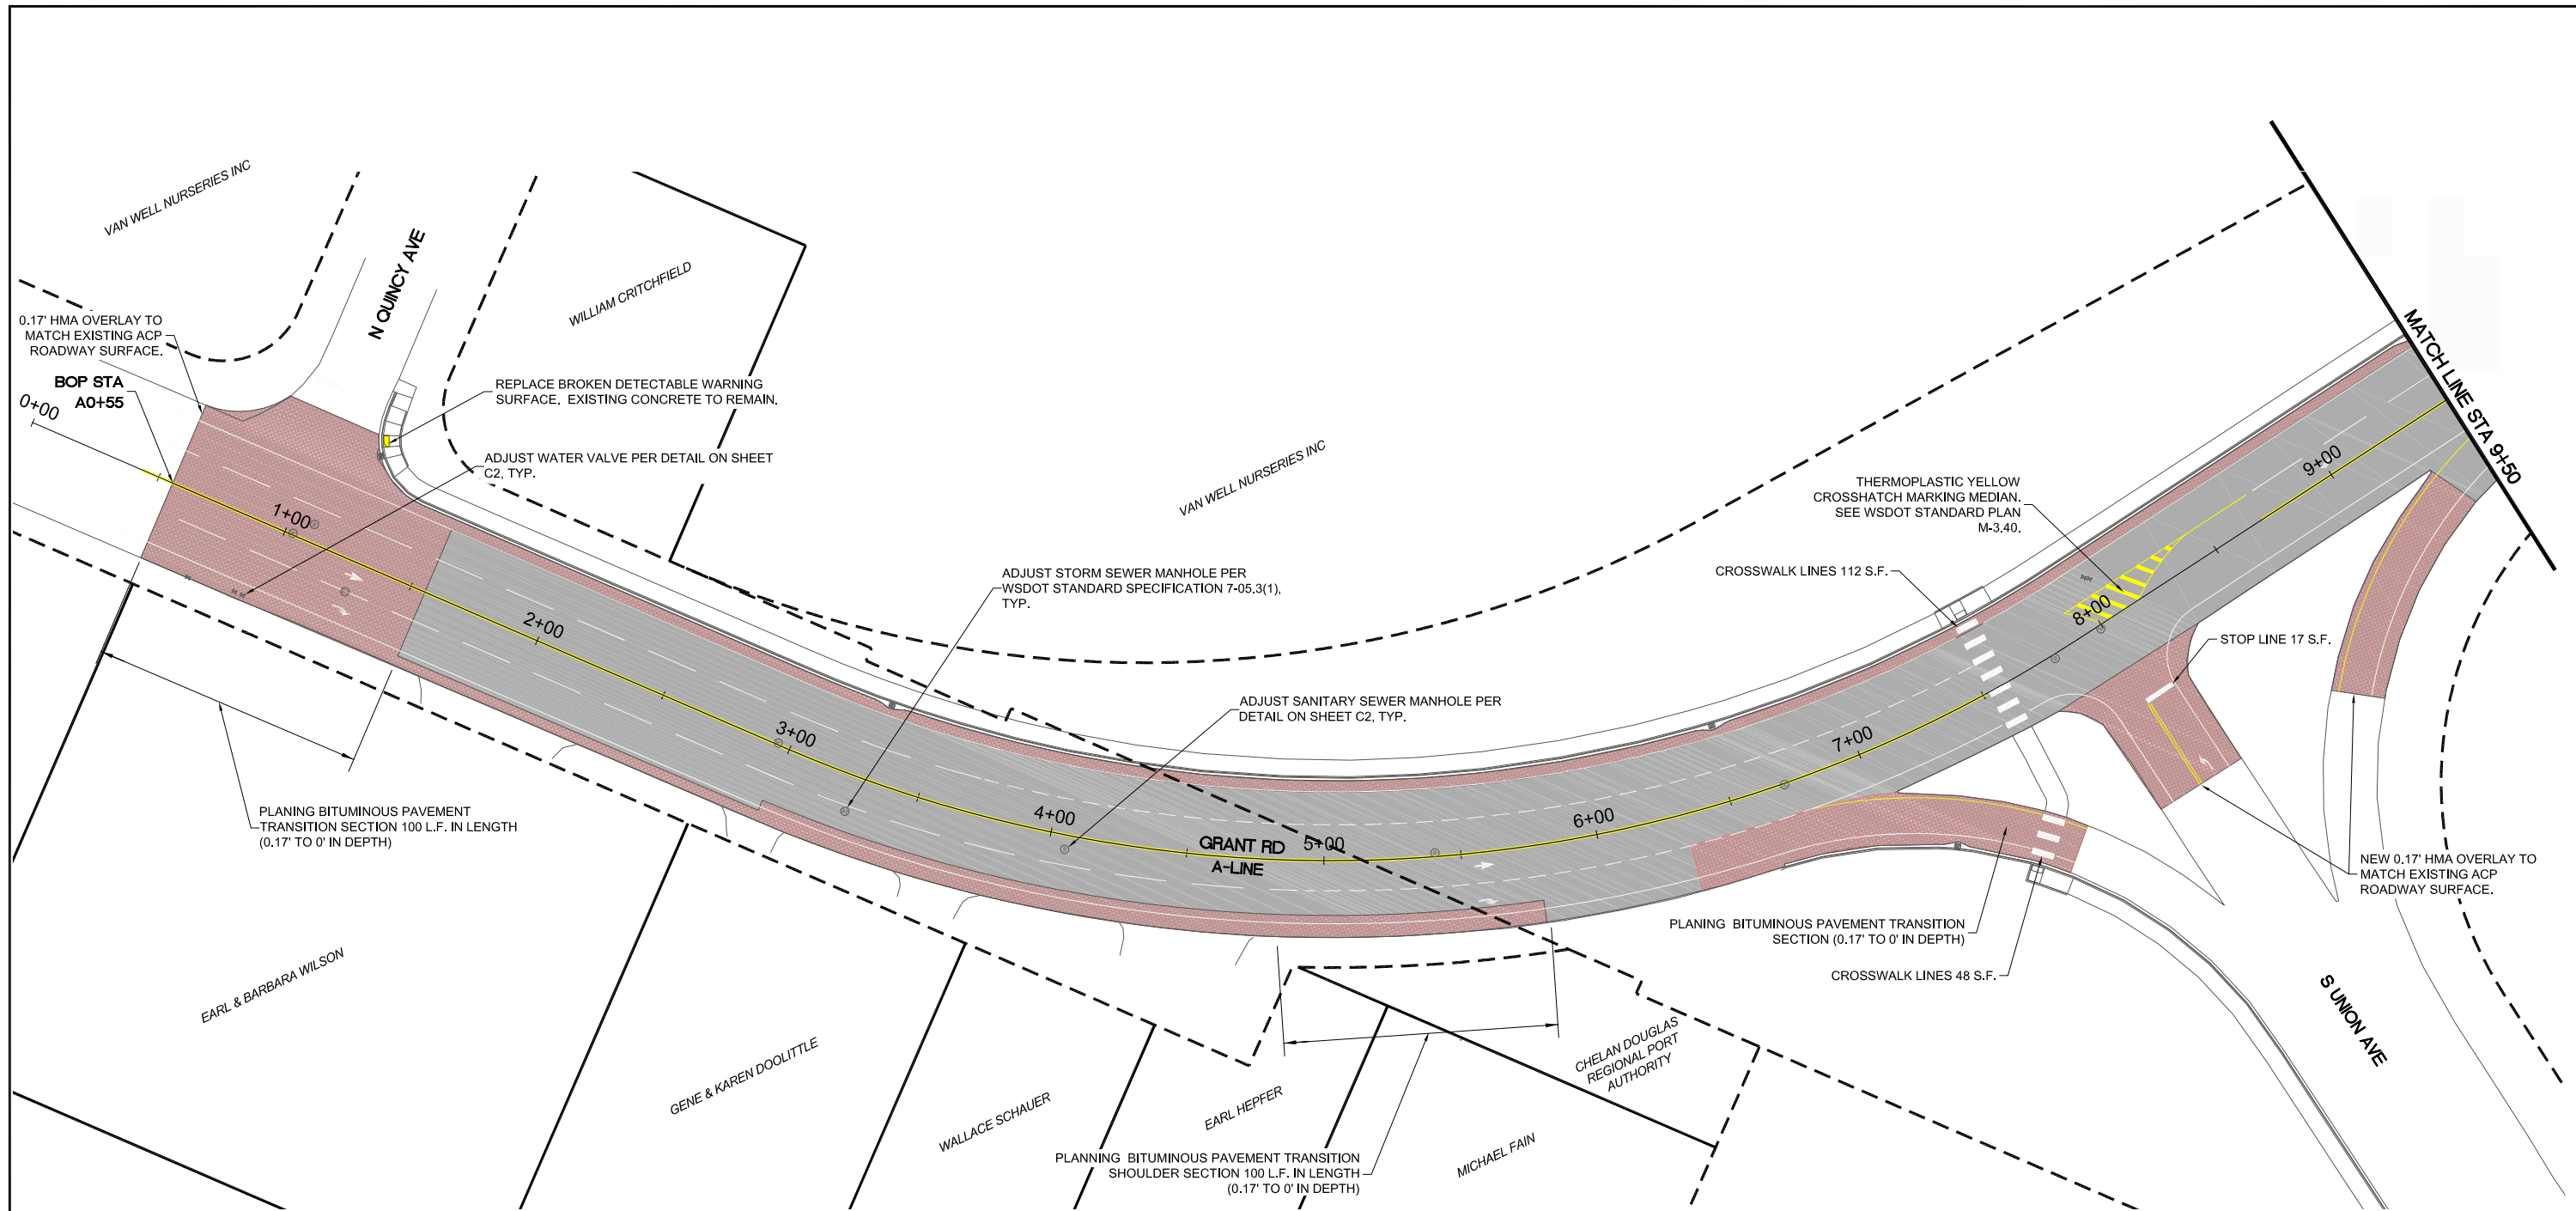 VAN WELL NURSERIES INC
N QUINCY AVE
WILLIAM CRITCHFIELD
0.17' HMA OVERLAY TO
MATCH EXISTING ACP
ROADWAY SURFACE.
BOP STA
A0+55
0+00
REPLACE BROKEN DETECTABLE WARNING
SURFACE. EXISTING CONCRETE TO REMAIN.
ADJUST WATER VALVE PER DETAIL ON SHEET
C2, TYP.
VAN WELL NURSERIES INC
MATCH LINE STA 9+50
THERMOPLASTIC YELLOW
CROSSHATCH MARKING MEDIAN.
SEE WSDOT STANDARD PLAN
M-3.40.
ADJUST STORM SEWER MANHOLE PER
WSDOT STANDARD SPECIFICATION 7-05.3(1),
TYP.
CROSSWALK LINES 112 S.F.
STOP LINE 17 S.F.
ADJUST SANITARY SEWER MANHOLE PER
DETAIL ON SHEET C2, TYP.
1+00
2+00
3+00
4+00
5+00
6+00
7+00
8+00
9+00
GRANT RD
A-LINE
PLANING BITUMINOUS PAVEMENT
TRANSITION SECTION 100 L.F. IN LENGTH
(0.17' TO 0' IN DEPTH)
NEW 0.17' HMA OVERLAY TO
MATCH EXISTING ACP
ROADWAY SURFACE.
PLANING BITUMINOUS PAVEMENT TRANSITION
SECTION (0.17' TO 0' IN DEPTH)
CROSSWALK LINES 48 S.F.
S UNION AVE
EARL & BARBARA WILSON
GENE & KAREN DOOLITTLE
WALLACE SCHAUER
EARL HEPFER
CHELAN DOUGLAS
REGIONAL PORT
AUTHORITY
MICHAEL FAIN
PLANNING BITUMINOUS PAVEMENT TRANSITION
SHOULDER SECTION 100 L.F. IN LENGTH
(0.17' TO 0' IN DEPTH)